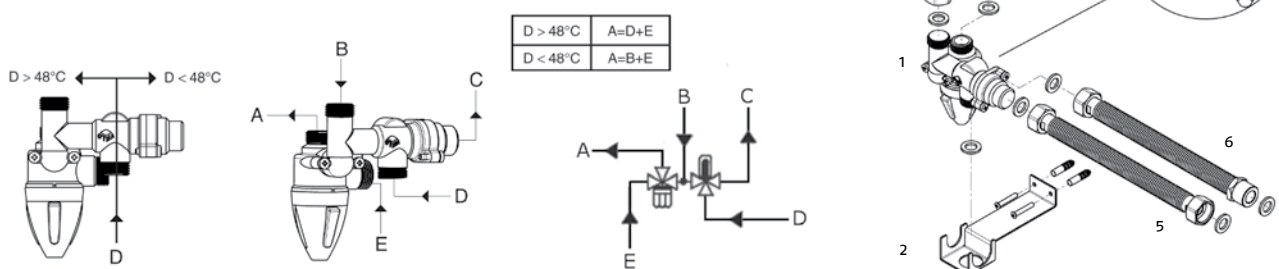 D > 48°C
D < 48°C
D
B
A
C
D
E
D > 48°C A=D+E
D < 48°C A=B+E
B
C
A
D
E
1
6
5
2